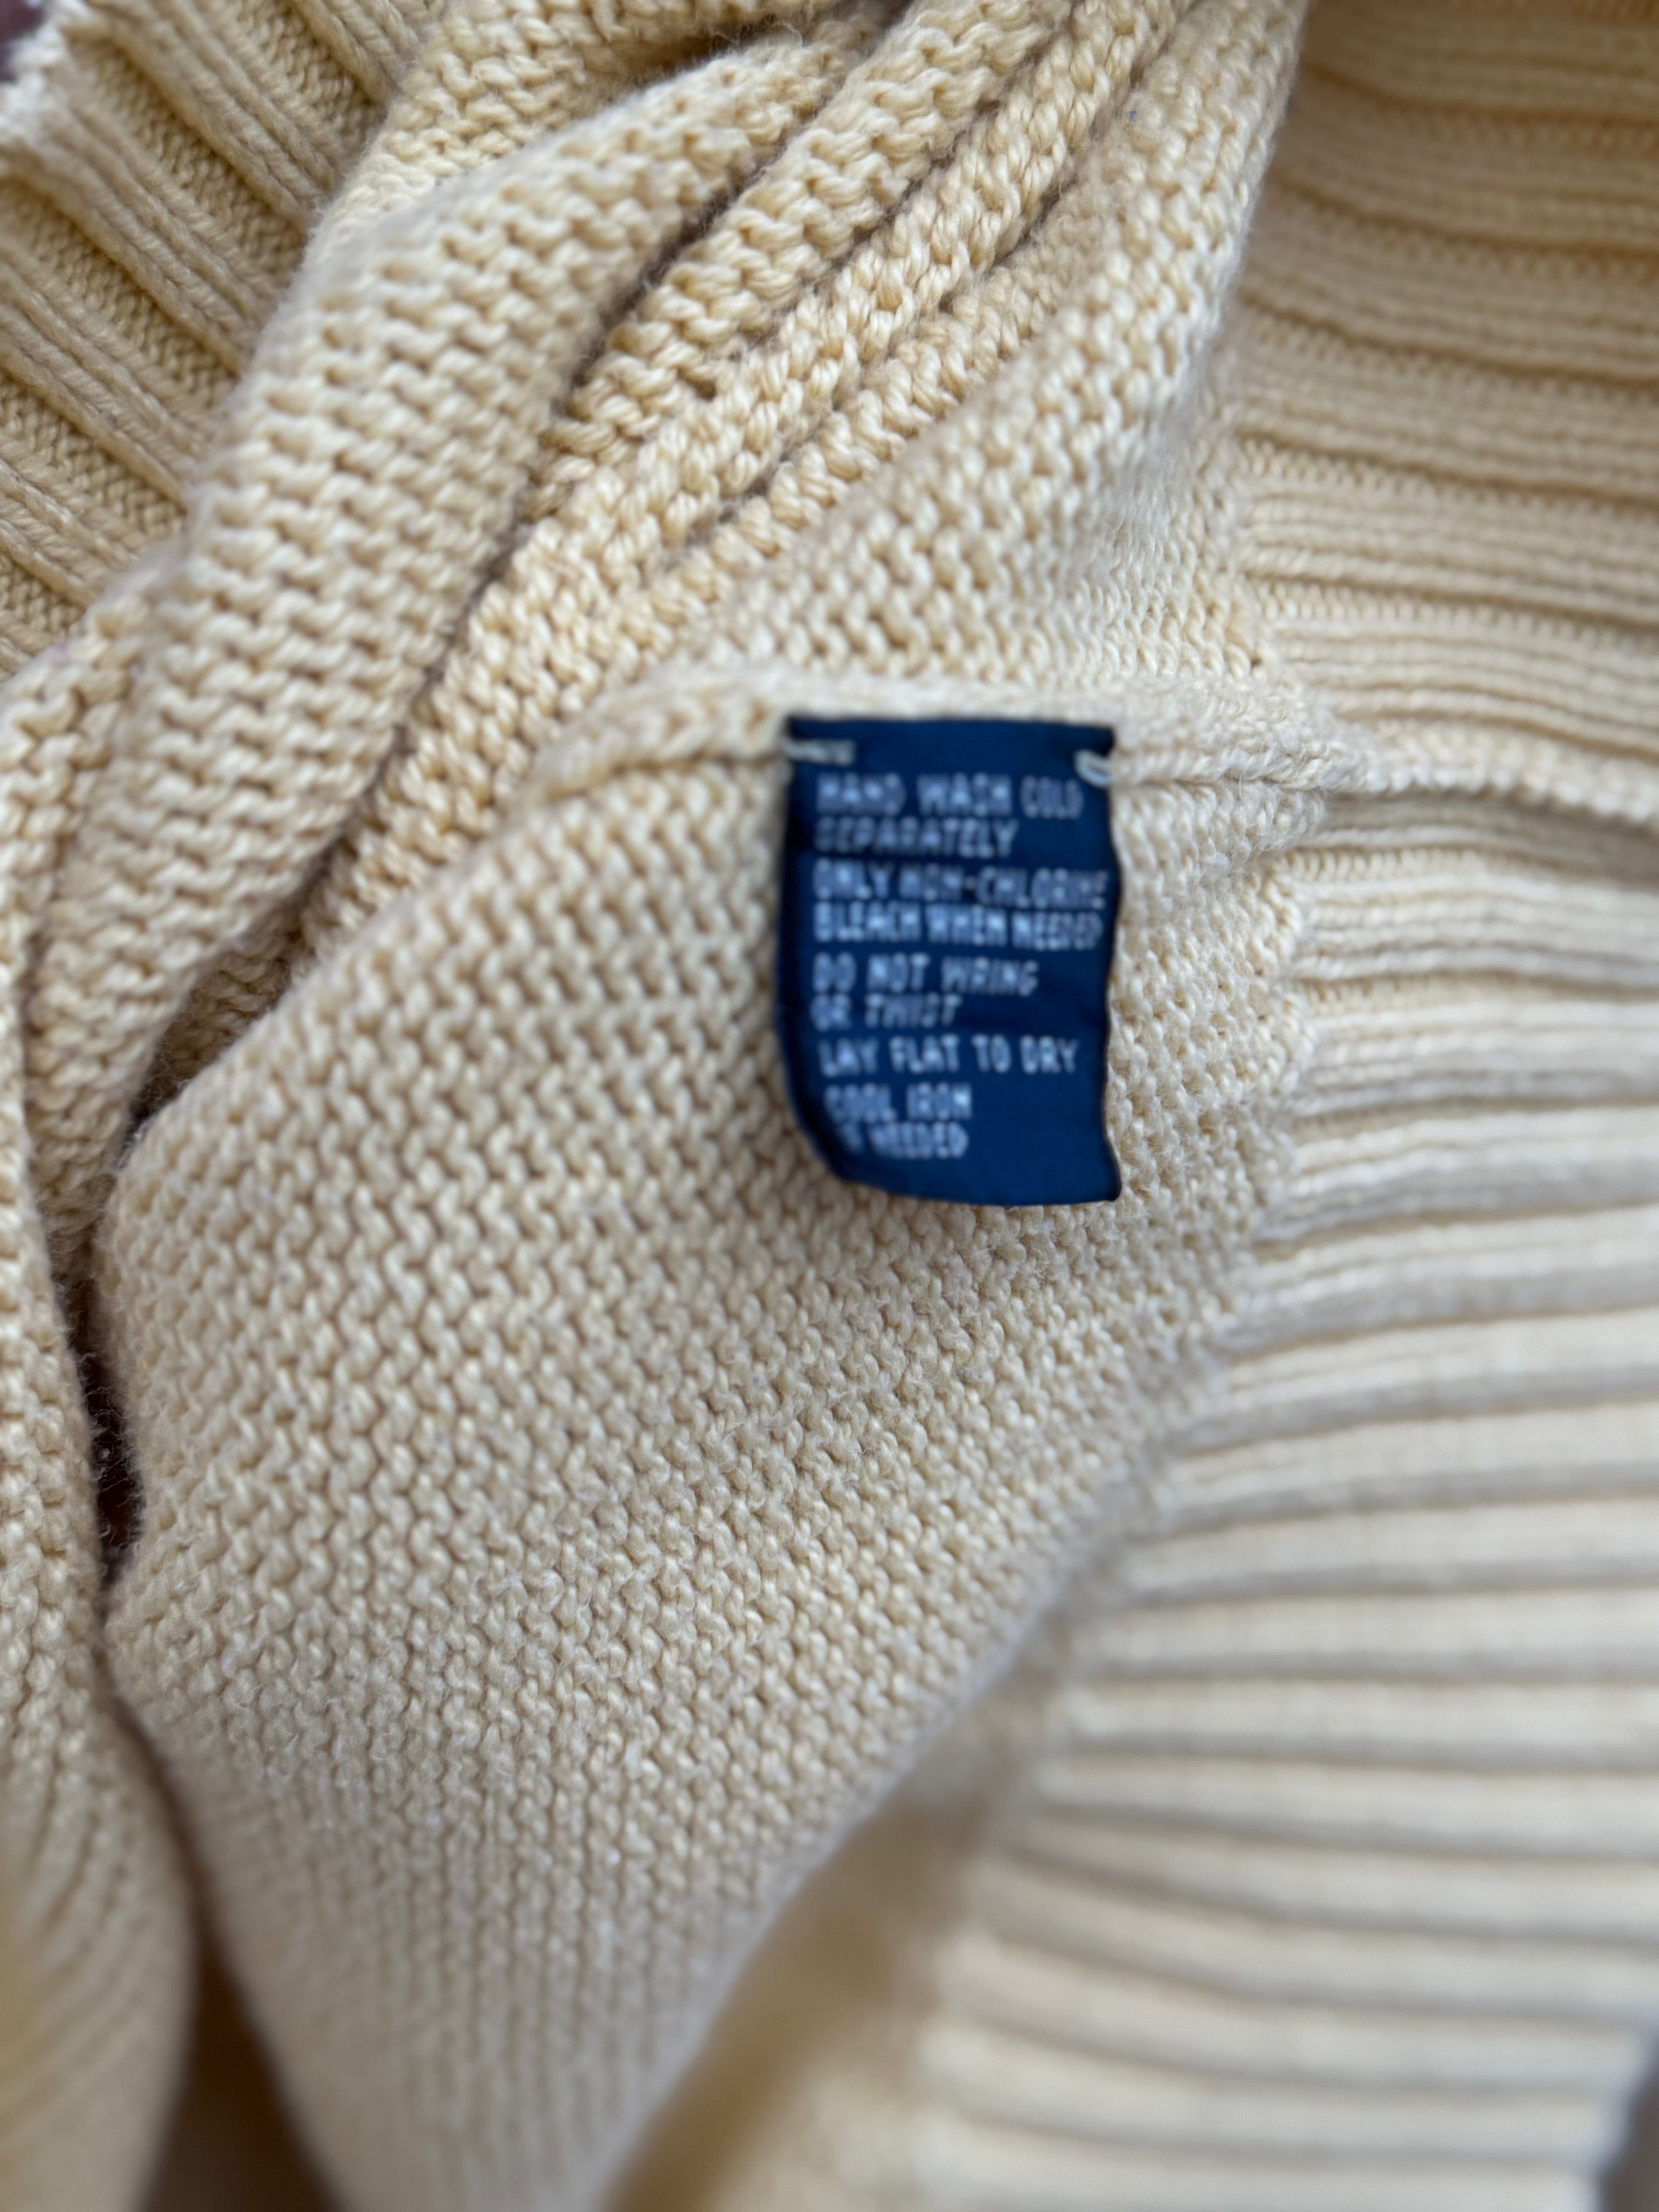 HAND WASH COLD
SEPARATELY
ONLY NON-CHLORINE
BLEACH WHEN NEEDED
DO NOT WRING
OR TWIST
LAY FLAT TO DRY
COOL IRON
IF NEEDED